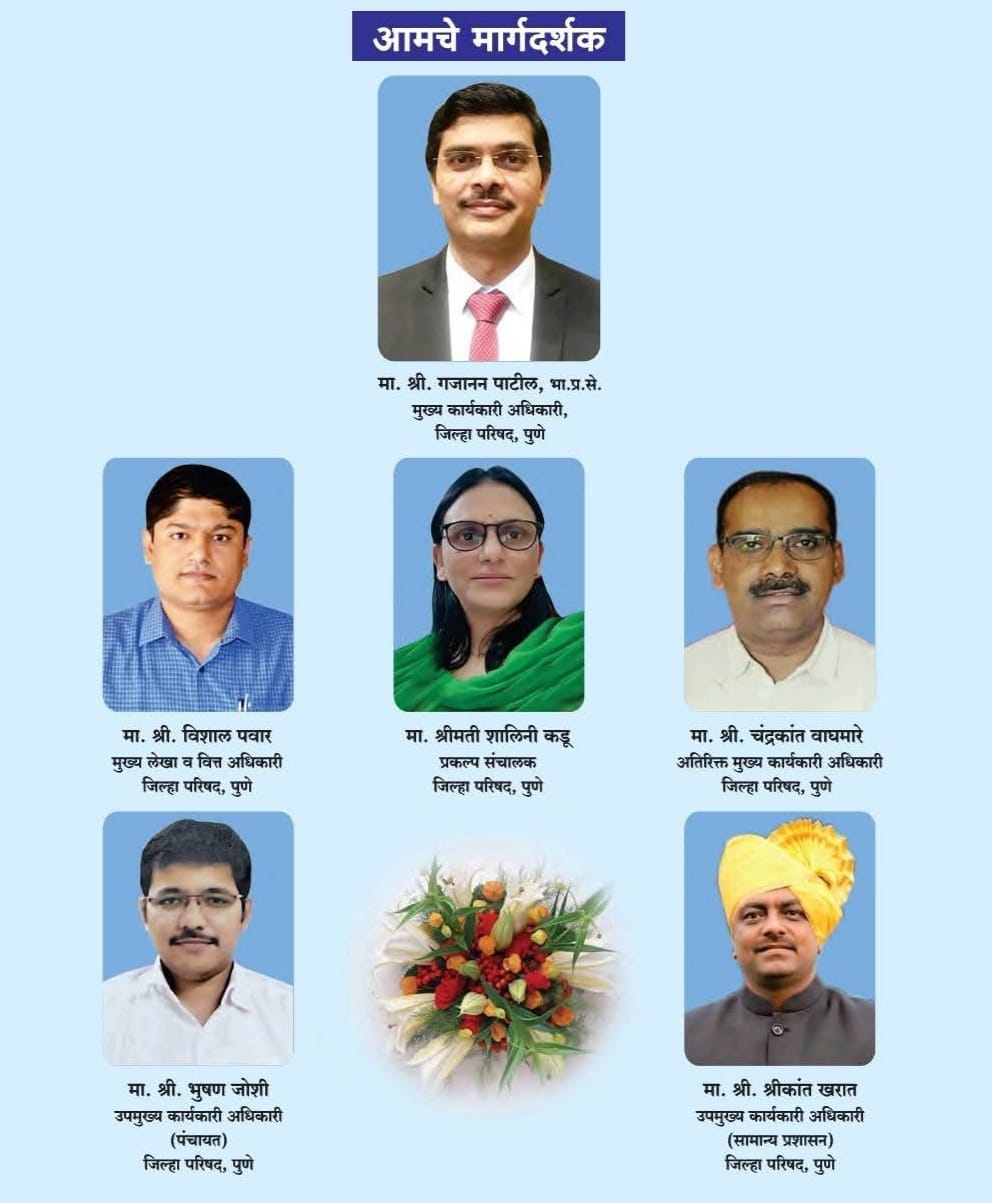 आमचे मार्गदर्शक
मा. श्री. गजानन पाटील, भा.प्र.से.
मुख्य कार्यकारी अधिकारी,
जिल्हा परिषद, पुणे
मा. श्री. विशाल पवार
मुख्य लेखा व वित्त अधिकारी
जिल्हा परिषद, पुणे
मा. श्रीमती शालिनी कडू
प्रकल्प संचालक
जिल्हा परिषद, पुणे
मा. श्री. चंद्रकांत वाघमारे
अतिरिक्त मुख्य कार्यकारी अधिकारी
जिल्हा परिषद, पुणे
मा. श्री. भुषण जोशी
उपमुख्य कार्यकारी अधिकारी
(पंचायत)
जिल्हा परिषद, पुणे
मा. श्री. श्रीकांत खरात
उपमुख्य कार्यकारी अधिकारी
(सामान्य प्रशासन)
जिल्हा परिषद, पुणे